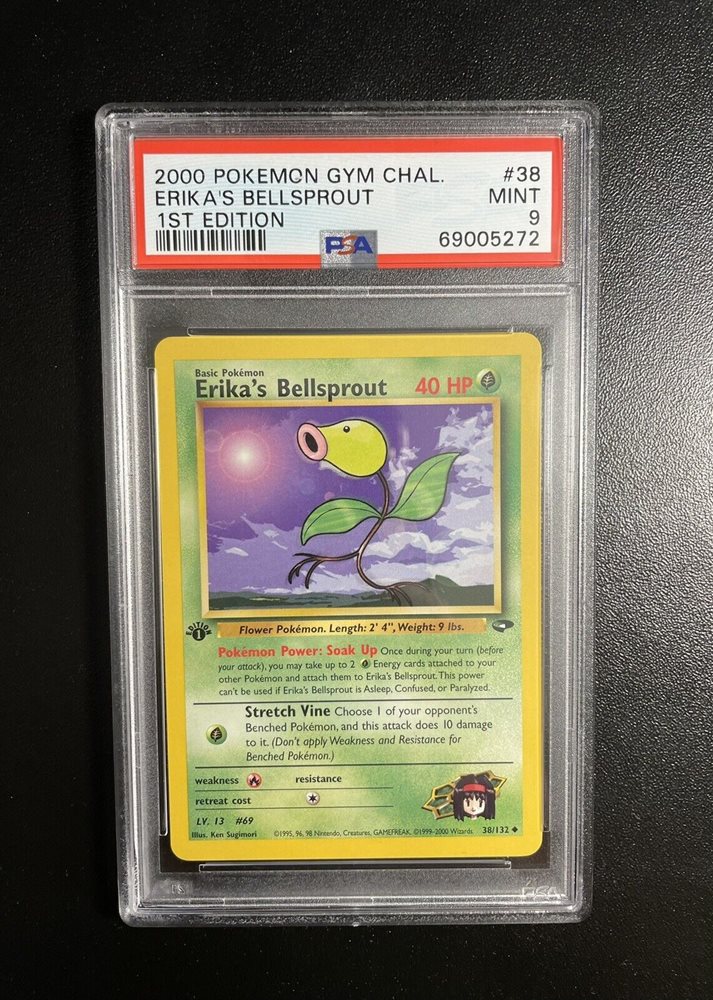 2000 POKEMON GYM CHAL. #38
ERIKA'S BELLSPROUT MINT
1ST EDITION 9
PSA 69005272
Basic Pokémon
Erika's Bellsprout 40 HP
EDITION 1
Flower Pokémon. Length: 2' 4", Weight: 9 lbs.
Pokémon Power: Soak Up Once during your turn (before
your attack), you may take up to 2 Energy cards attached to your
other Pokémon and attach them to Erika's Bellsprout. This power
can't be used if Erika's Bellsprout is Asleep, Confused, or Paralyzed.
Stretch Vine Choose 1 of your opponent's
Benched Pokémon, and this attack does 10 damage
to it. (Don't apply Weakness and Resistance for
Benched Pokémon.)
weakness resistance
retreat cost
LV. 13 #69
Illus. Ken Sugimori ©1995, 96, 98 Nintendo, Creatures, GAMEFREAK. ©1999-2000 Wizards. 38/132
PSA